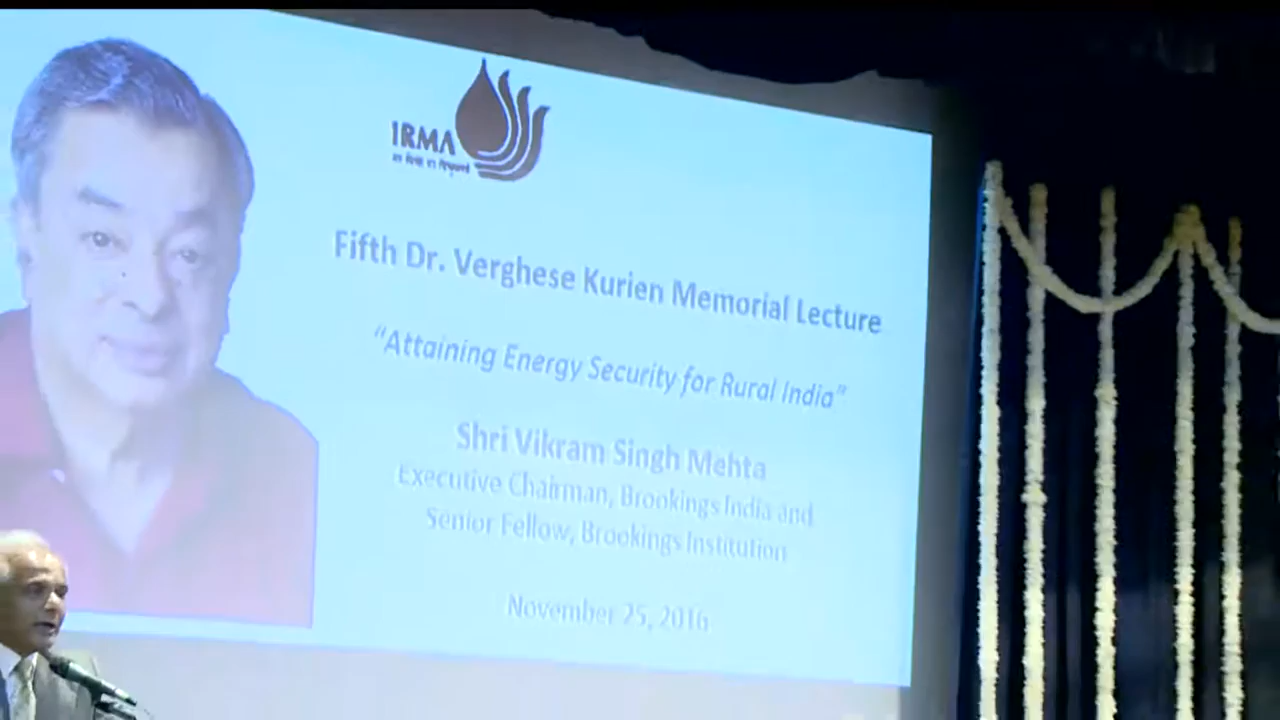 IRMA
Fifth Dr. Verghese Kurien Memorial Lecture
“Attaining Energy Security for Rural India”
Shri Vikram Singh Mehta
Executive Chairman, Brookings India and
Senior Fellow, Brookings Institution
November 25, 2016